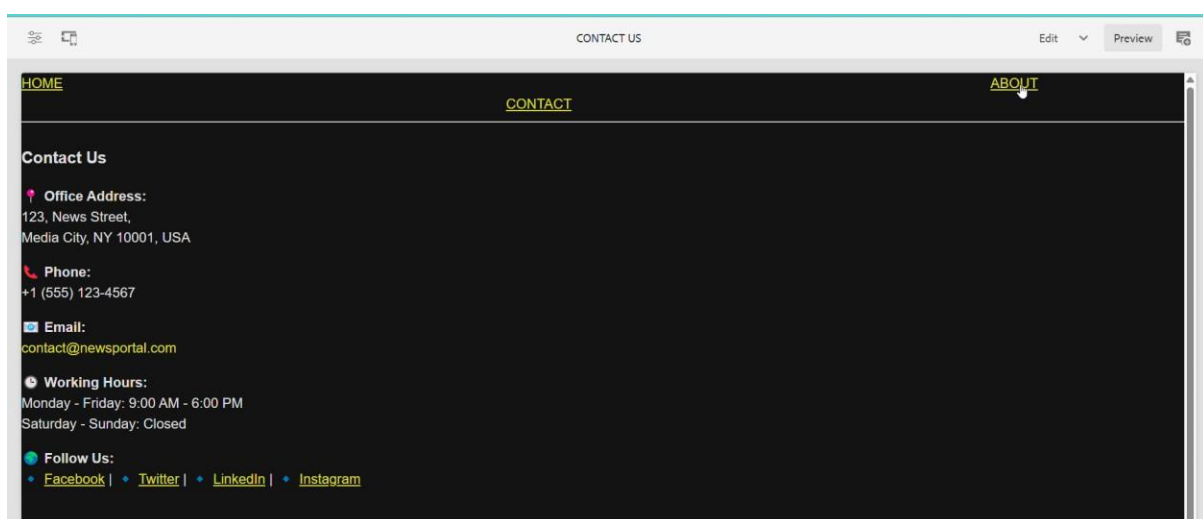 CONTACT US
Edit
Preview
HOME
ABOUT
CONTACT
Contact Us
Office Address:
123, News Street,
Media City, NY 10001, USA
Phone:
+1 (555) 123-4567
Email:
contact@newsportal.com
Working Hours:
Monday - Friday: 9:00 AM - 6:00 PM
Saturday - Sunday: Closed
Follow Us:
Facebook | Twitter | LinkedIn | Instagram